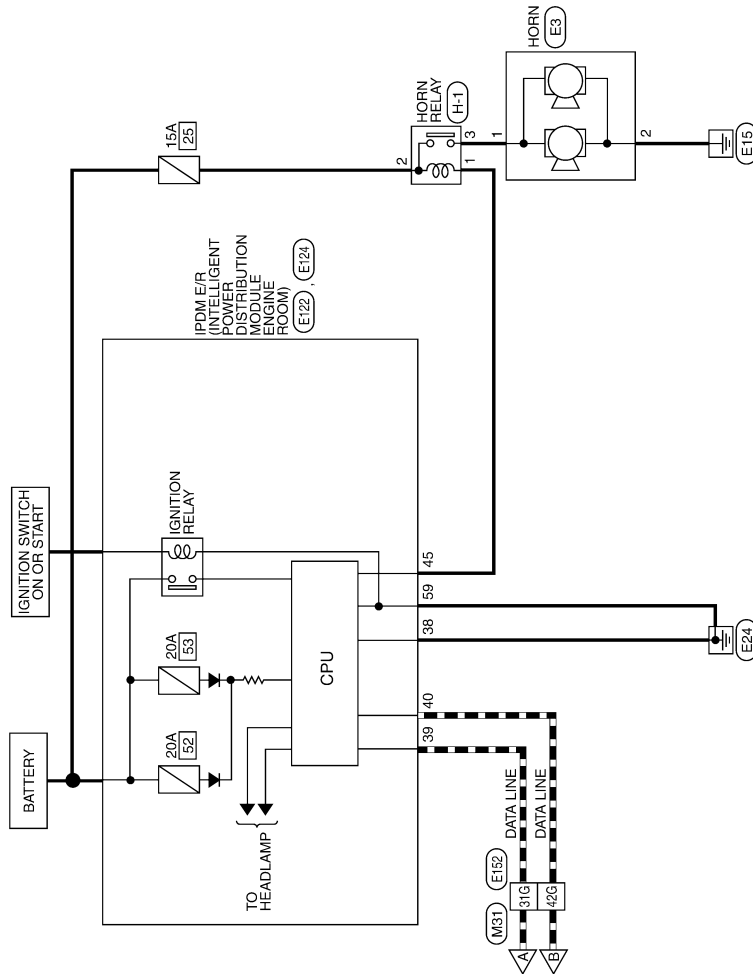 BATTERY
IGNITION SWITCH
ON OR START
20A
52
20A
53
IGNITION
RELAY
IPDM E/R
(INTELLIGENT
POWER
DISTRIBUTION
MODULE
ENGINE
ROOM)
E122 , E124
15A
25
TO
HEADLAMP
CPU
39
40
38
59
45
2
1
3
HORN
RELAY
H-1
1
2
HORN
E3
E15
E24
DATA LINE
DATA LINE
M31
E152
31G
42G
A
B